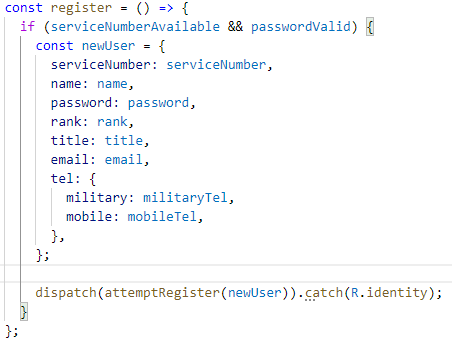 const register = () => {
  if (serviceNumberAvailable && passwordValid) {
    const newUser = {
      serviceNumber: serviceNumber,
      name: name,
      password: password,
      rank: rank,
      title: title,
      email: email,
      tel: {
        military: militaryTel,
        mobile: mobileTel,
      },
    };

    dispatch(attemptRegister(newUser)).catch(R.identity);
  }
};